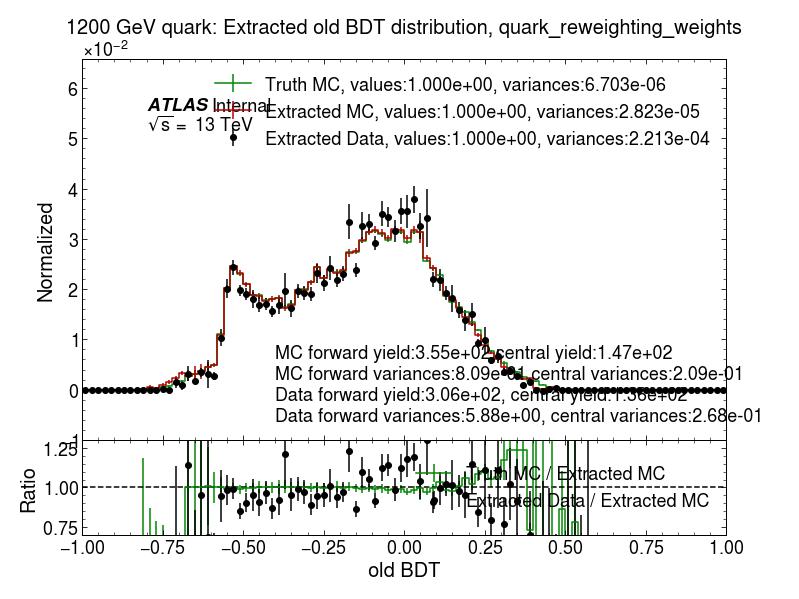 1200 GeV quark: Extracted old BDT distribution, quark_reweighting_weights
×10⁻²
Truth MC, values:1.000e+00, variances:6.703e-06
ATLAS Internal
Extracted MC, values:1.000e+00, variances:2.823e-05
√s = 13 TeV
Extracted Data, values:1.000e+00, variances:2.213e-04
6
5
4
3
2
1
0
Normalized
MC forward yield:3.55e+02, central yield:1.47e+02
MC forward variances:8.09e-01, central variances:2.09e-01
Data forward yield:3.06e+02, central yield:1.36e+02
Data forward variances:5.88e+00, central variances:2.68e-01
1
1.25
1.00
0.75
Ratio
Truth MC / Extracted MC
Extracted Data / Extracted MC
−1.00 −0.75 −0.50 −0.25 0.00 0.25 0.50 0.75 1.00
old BDT